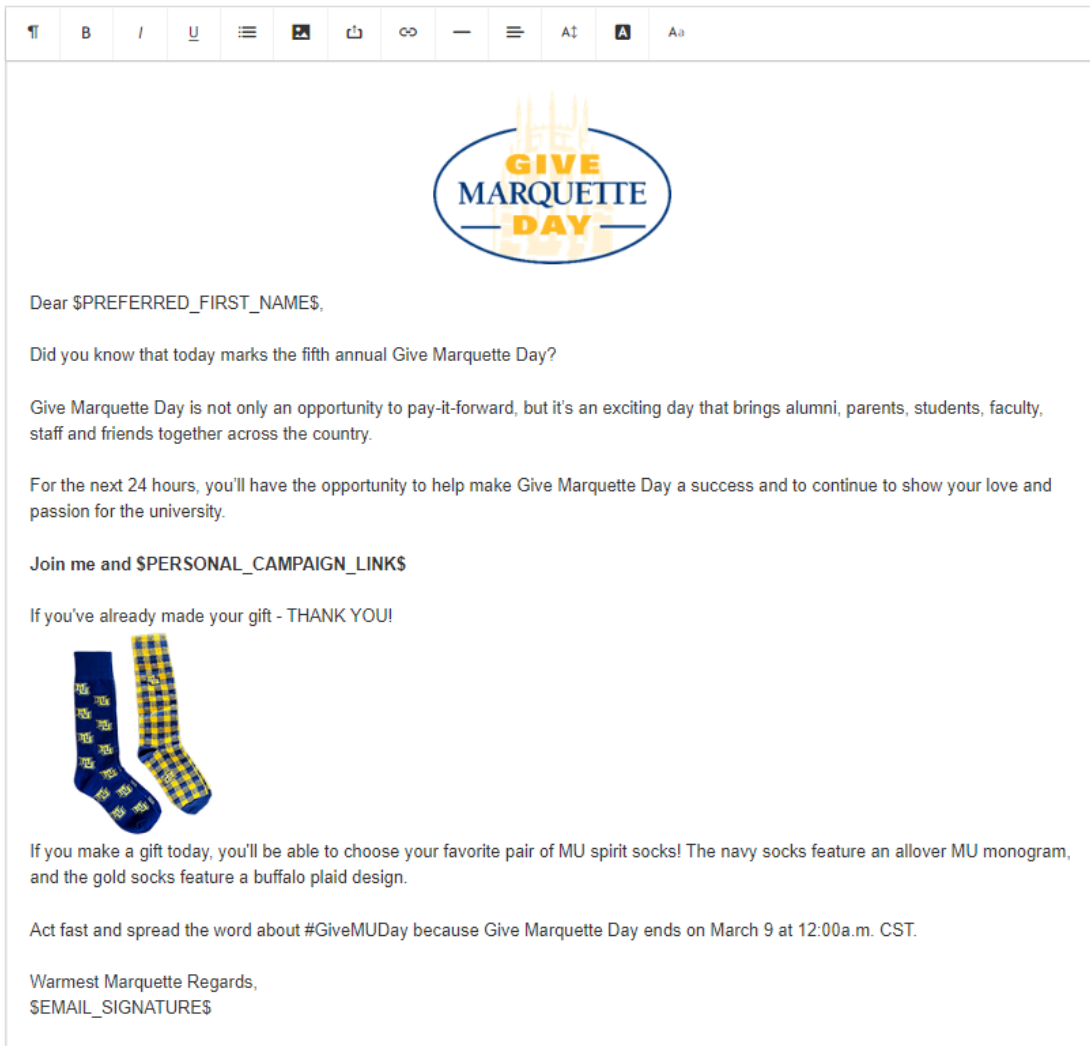 ¶ B I U A↕ A Aa
GIVE
MARQUETTE
DAY
Dear $PREFERRED_FIRST_NAME$,
Did you know that today marks the fifth annual Give Marquette Day?
Give Marquette Day is not only an opportunity to pay-it-forward, but it’s an exciting day that brings alumni, parents, students, faculty,
staff and friends together across the country.
For the next 24 hours, you’ll have the opportunity to help make Give Marquette Day a success and to continue to show your love and
passion for the university.
Join me and $PERSONAL_CAMPAIGN_LINK$
If you've already made your gift - THANK YOU!
If you make a gift today, you'll be able to choose your favorite pair of MU spirit socks! The navy socks feature an allover MU monogram,
and the gold socks feature a buffalo plaid design.
Act fast and spread the word about #GiveMUDay because Give Marquette Day ends on March 9 at 12:00a.m. CST.
Warmest Marquette Regards,
$EMAIL_SIGNATURE$